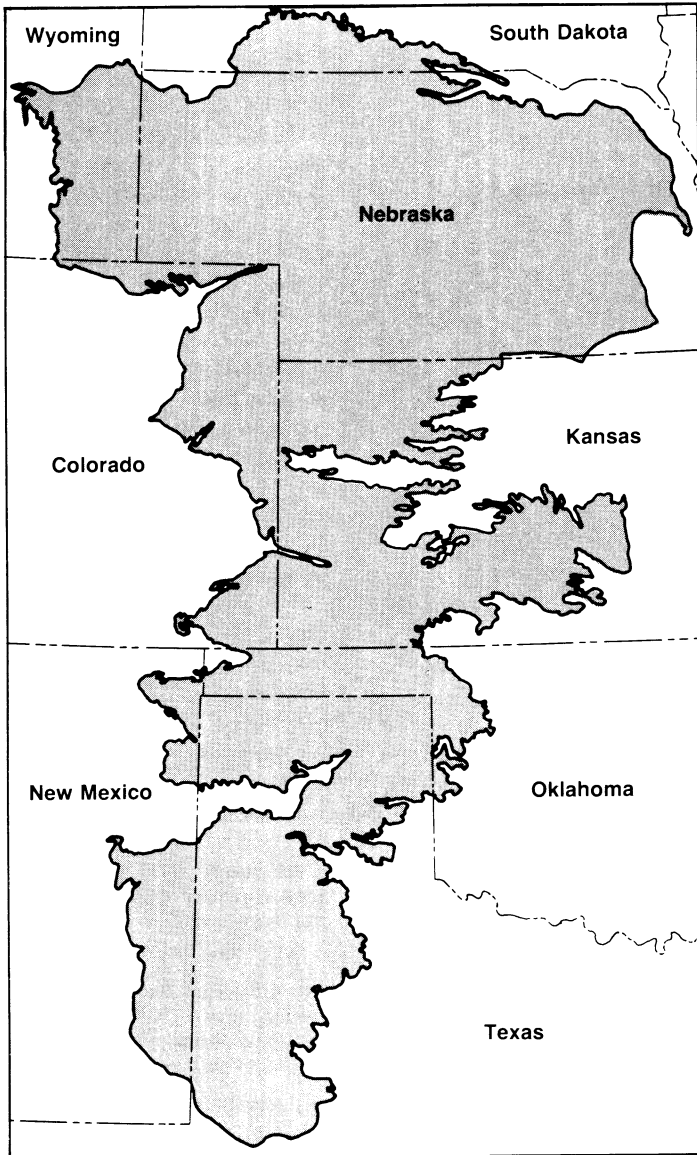 Wyoming
South Dakota
Nebraska
Colorado
Kansas
New Mexico
Oklahoma
Texas